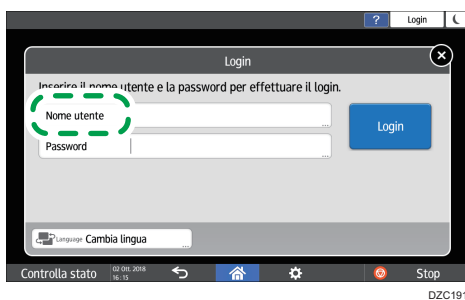 ? Login
Login
Inserire il nome utente e la password per effettuare il login.
Nome utente ...
Login
Password ...
Language Cambia lingua ...
Controlla stato 02 Ott. 2018 16:15 Stop
DZC191